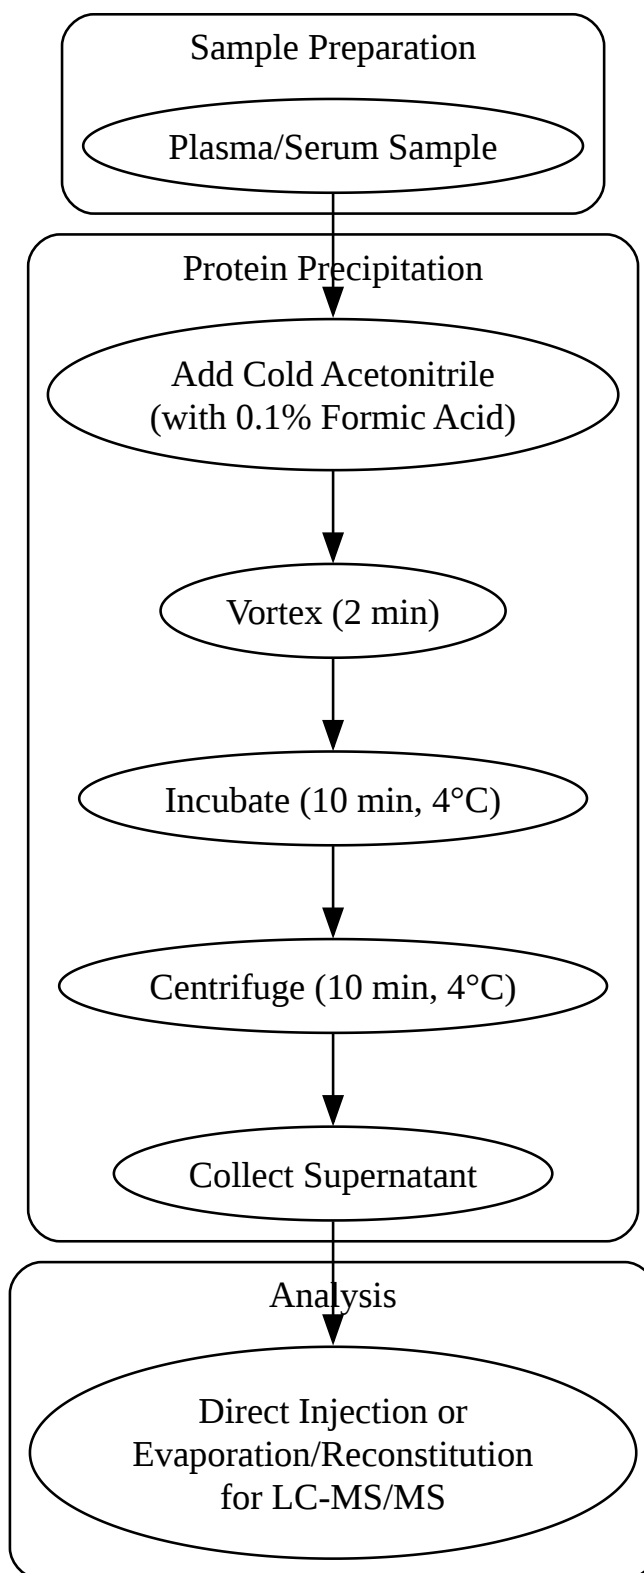 Sample Preparation
Plasma/Serum Sample
Protein Precipitation
Add Cold Acetonitrile
(with 0.1% Formic Acid)
Vortex (2 min)
Incubate (10 min, 4°C)
Centrifuge (10 min, 4°C)
Collect Supernatant
Analysis
Direct Injection or
Evaporation/Reconstitution
for LC-MS/MS